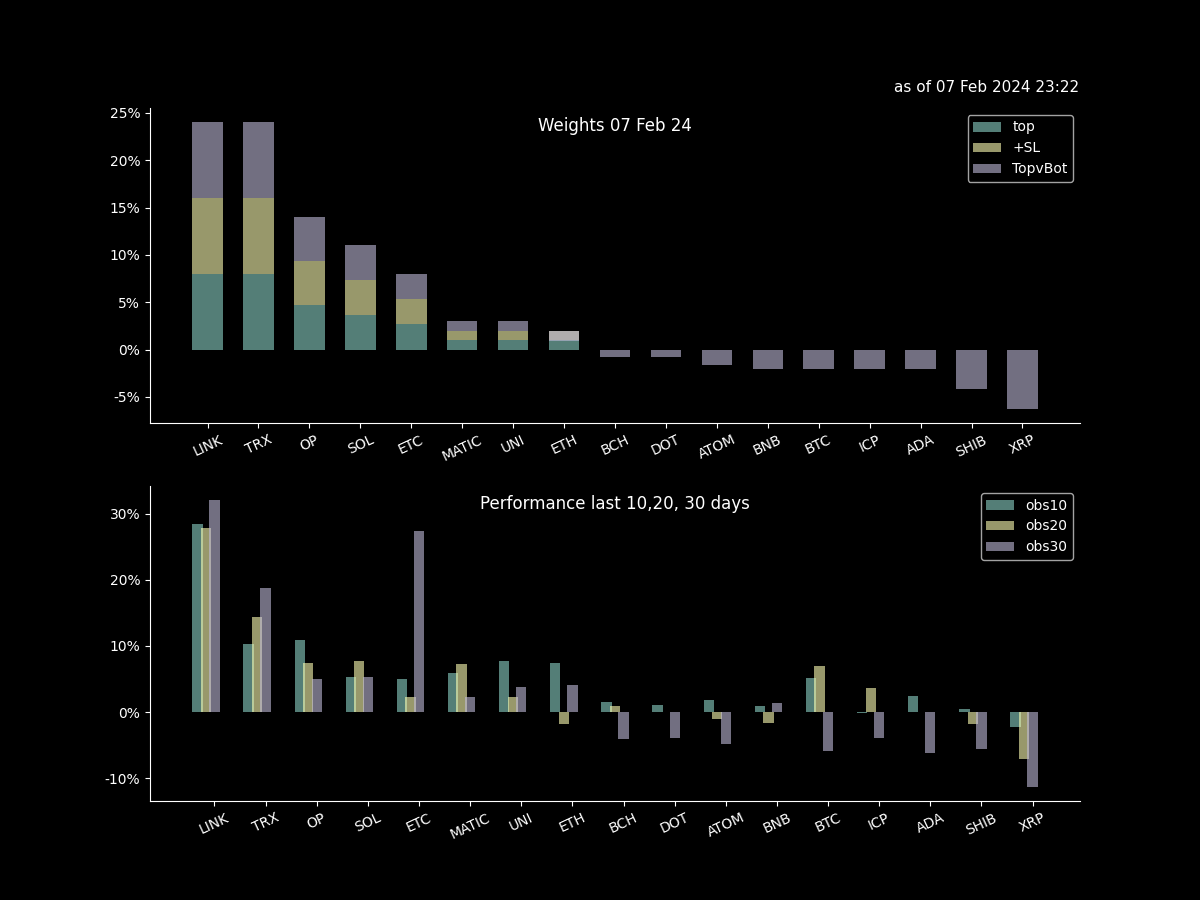 as of 07 Feb 2024 23:22
Weights 07 Feb 24
top
+SL
TopvBot
25%
20%
15%
10%
5%
0%
-5%
LINK TRX OP SOL ETC MATIC UNI ETH BCH DOT ATOM BNB BTC ICP ADA SHIB XRP
Performance last 10,20, 30 days
obs10
obs20
obs30
30%
20%
10%
0%
-10%
LINK TRX OP SOL ETC MATIC UNI ETH BCH DOT ATOM BNB BTC ICP ADA SHIB XRP